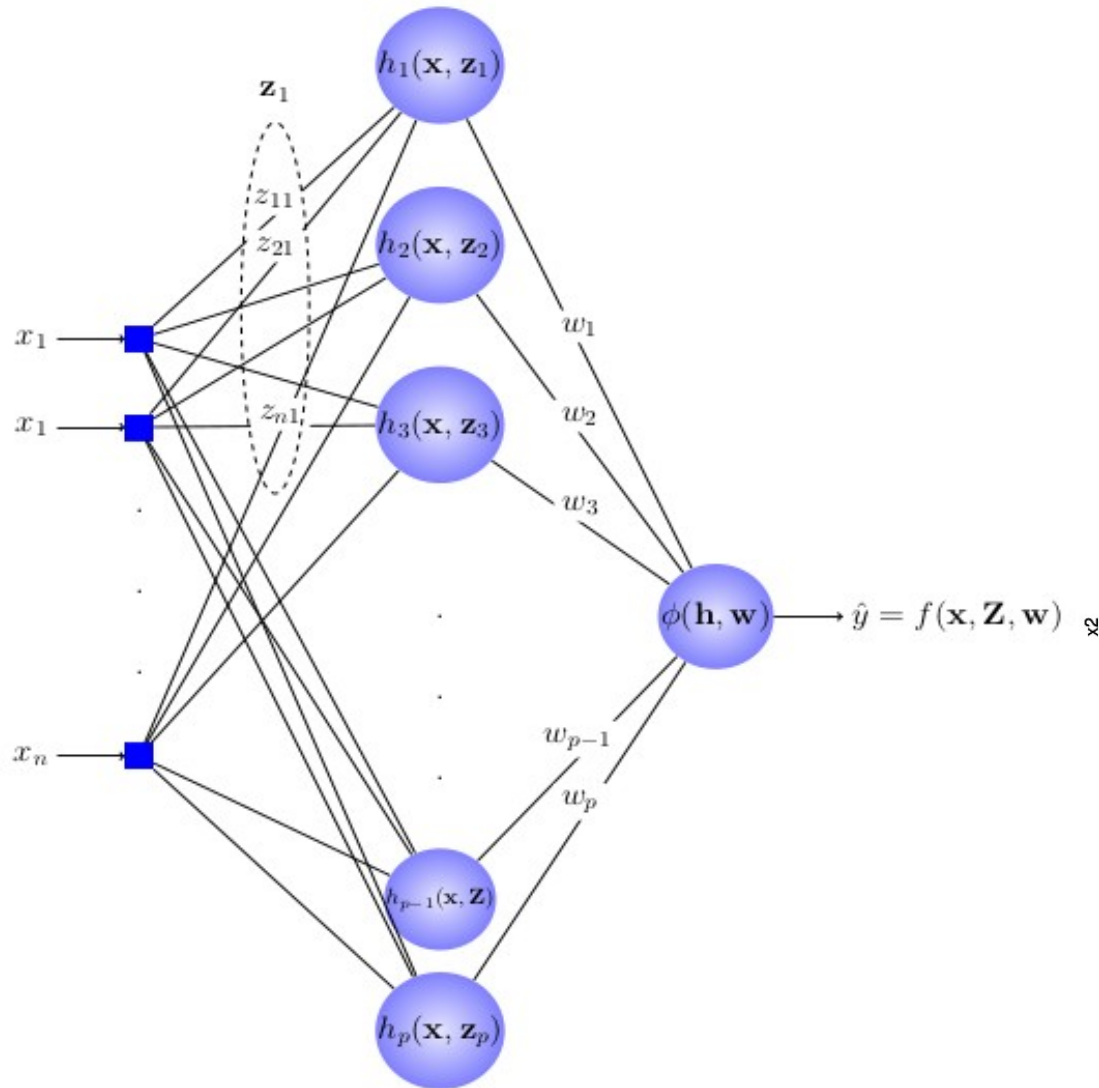 h₁(x, z₁)
z₁
z₁₁
h₂(x, z₂)
z₂₁
x₁
w₁
x₁
zₙ₁
h₃(x, z₃)
w₂
w₃
ϕ(h, w)
ŷ = f(x, Z, w)
x2
xₙ
wₚ₋₁
wₚ
hₚ₋₁(x, Z)
hₚ(x, zₚ)